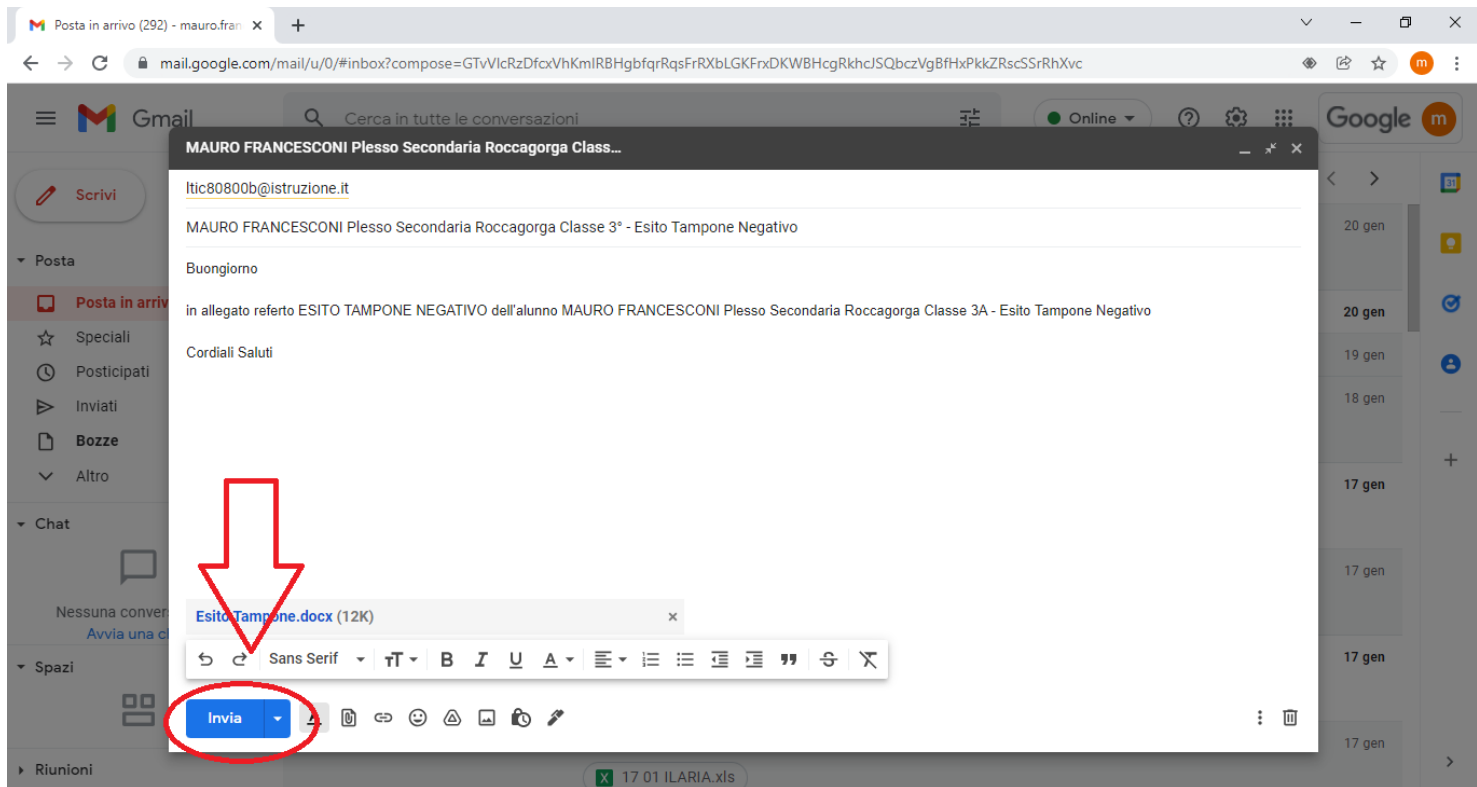 Posta in arrivo (292) - mauro.fran
mail.google.com/mail/u/0/#inbox?compose=GTvVlcRzDfcxVhKmlRBHgbfqrRqsFrRXbLGKFrxDKWBHcgRkhcJSQbczVgBfHxPkkZRscSSrRhXvc
m
Gmail
Cerca in tutte le conversazioni
Online
Google
m
MAURO FRANCESCONI Plesso Secondaria Roccagorga Class...
ltic80800b@istruzione.it
MAURO FRANCESCONI Plesso Secondaria Roccagorga Classe 3° - Esito Tampone Negativo
Buongiorno
in allegato referto ESITO TAMPONE NEGATIVO dell'alunno MAURO FRANCESCONI Plesso Secondaria Roccagorga Classe 3A - Esito Tampone Negativo
Cordiali Saluti
Esito Tampone.docx (12K)
Sans Serif
Invia
Scrivi
Posta
Posta in arriv
Speciali
Posticipati
Inviati
Bozze
Altro
Chat
Nessuna conver
Avvia una c
Spazi
Riunioni
20 gen
20 gen
19 gen
18 gen
17 gen
17 gen
17 gen
17 gen
31
17 01 ILARIA.xls